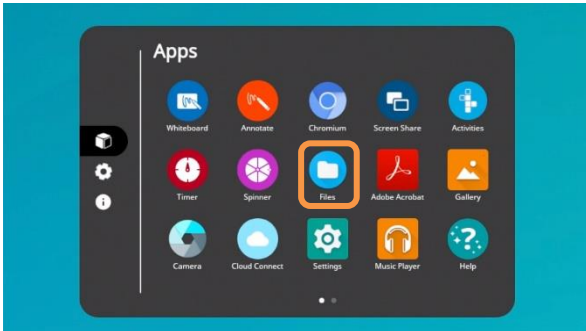 Apps
Whiteboard Annotate Chromium Screen Share Activities
Timer Spinner Files Adobe Acrobat Gallery
Camera Cloud Connect Settings Music Player Help